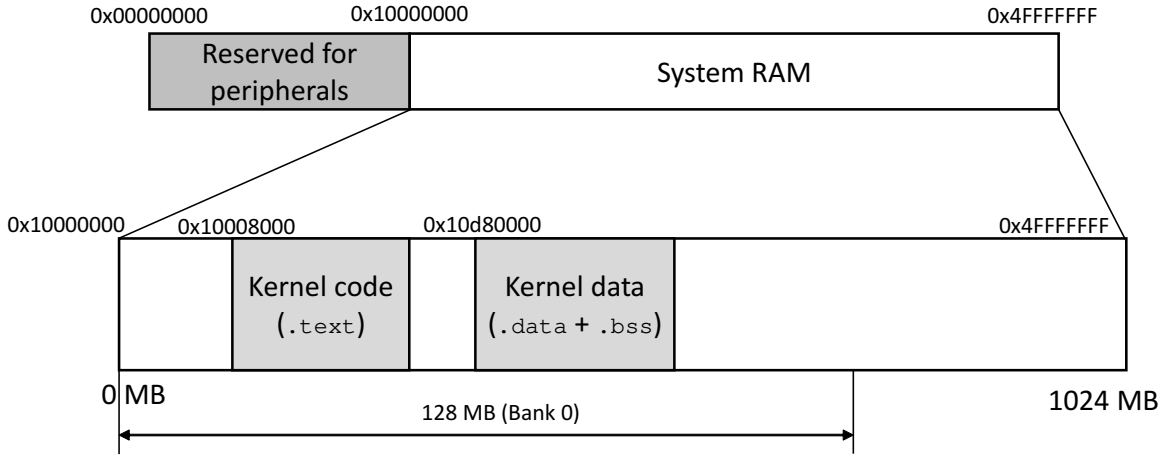 0x00000000
0x10000000
0x4FFFFFFF
Reserved for
peripherals
System RAM
0x10000000
0x10008000
0x10d80000
0x4FFFFFFF
Kernel code
(.text)
Kernel data
(.data + .bss)
0 MB
128 MB (Bank 0)
1024 MB